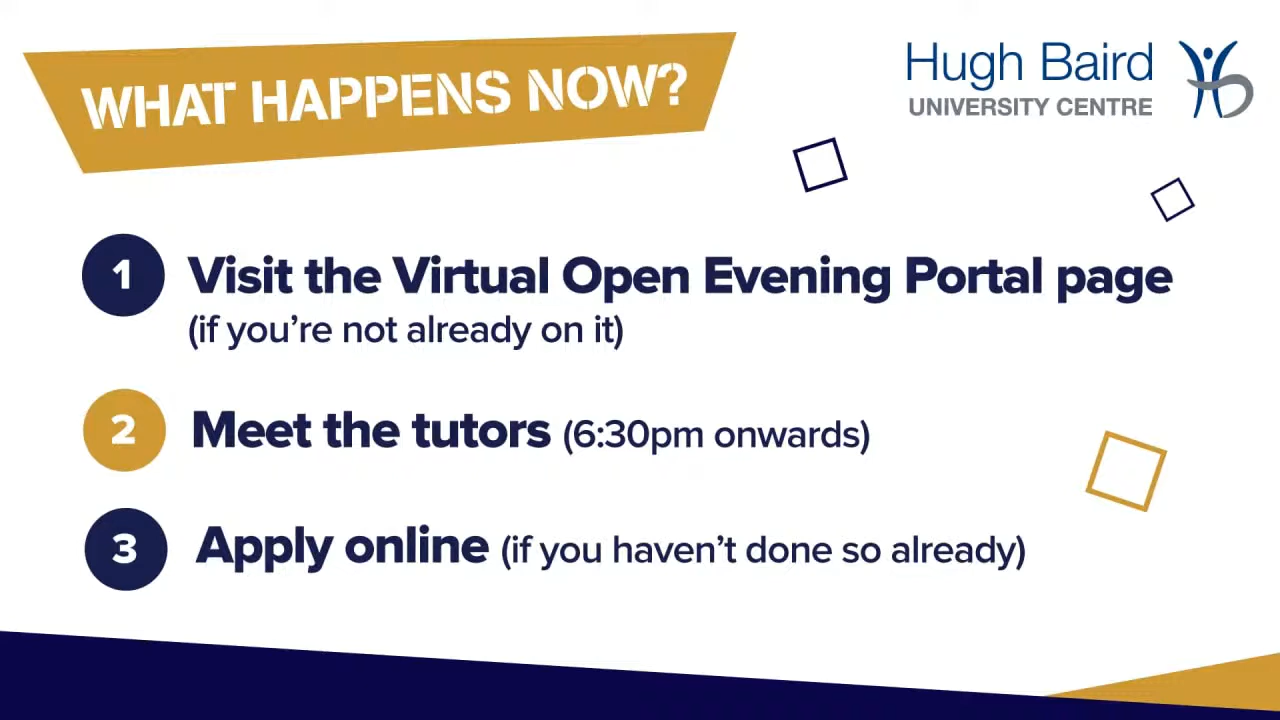 WHAT HAPPENS NOW?
Hugh Baird
UNIVERSITY CENTRE
1 Visit the Virtual Open Evening Portal page
(if you're not already on it)
2 Meet the tutors (6:30pm onwards)
3 Apply online (if you haven't done so already)